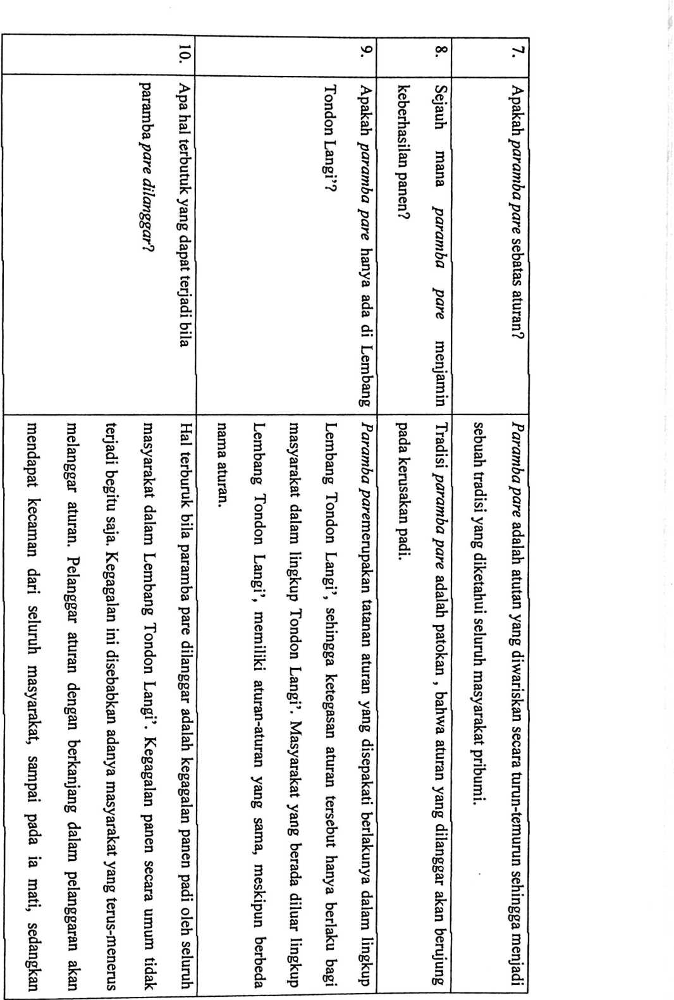 7.
Apakah paramba pare sebatas aturan?
Paramba pare adalah atutan yang diwariskan secara turun-temurun sehingga menjadi
sebuah tradisi yang diketahui seluruh masyarakat pribumi.
8.
Sejauh mana paramba pare menjamin
keberhasilan panen?
Tradisi paramba pare adalah patokan , bahwa aturan yang dilanggar akan berujung
pada kerusakan padi.
9.
Apakah paramba pare hanya ada di Lembang
Tondon Langi’?
Paramba paremerupakan tatanan aturan yang disepakati berlakunya dalam lingkup
Lembang Tondon Langi’, sehingga ketegasan aturan tersebut hanya berlaku bagi
masyarakat dalam lingkup Tondon Langi’. Masyarakat yang berada diluar lingkup
Lembang Tondon Langi’, memiliki aturan-aturan yang sama, meskipun berbeda
nama aturan.
10.
Apa hal terbutuk yang dapat terjadi bila
paramba pare dilanggar?
Hal terburuk bila paramba pare dilanggar adalah kegagalan panen padi oleh seluruh
masyarakat dalam Lembang Tondon Langi’. Kegagalan panen secara umum tidak
terjadi begitu saja. Kegagalan ini disebabkan adanya masyarakat yang terus-menerus
melanggar aturan. Pelanggar aturan dengan berkanjang dalam pelanggaran akan
mendapat kecaman dari seluruh masyarakat, sampai pada ia mati, sedangkan